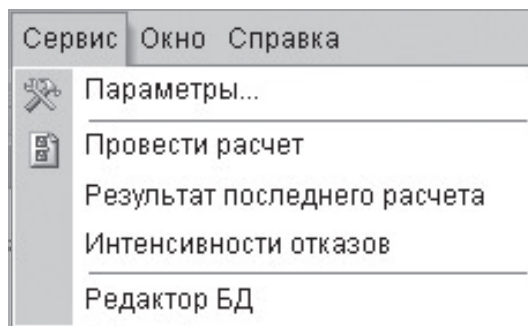 Сервис Окно Справка
Параметры...
Провести расчет
Результат последнего расчета
Интенсивности отказов
Редактор БД